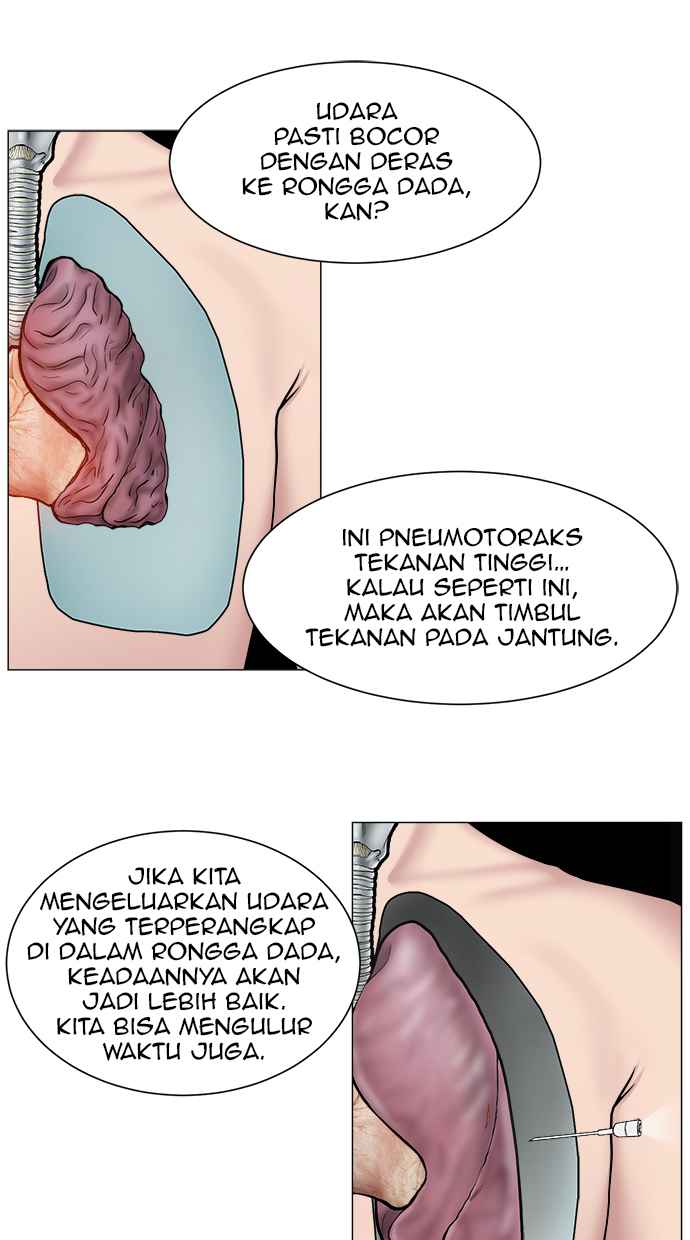 UDARA
PASTI BOCOR
DENGAN DERAS
KE RONGGA DADA,
KAN?
INI PNEUMOTORAKS
TEKANAN TINGGI...
KALAU SEPERTI INI,
MAKA AKAN TIMBUL
TEKANAN PADA JANTUNG.
JIKA KITA
MENGELUARKAN UDARA
YANG TERPERANGKAP
DI DALAM RONGGA DADA,
KEADAANNYA AKAN
JADI LEBIH BAIK.
KITA BISA MENGULUR
WAKTU JUGA.